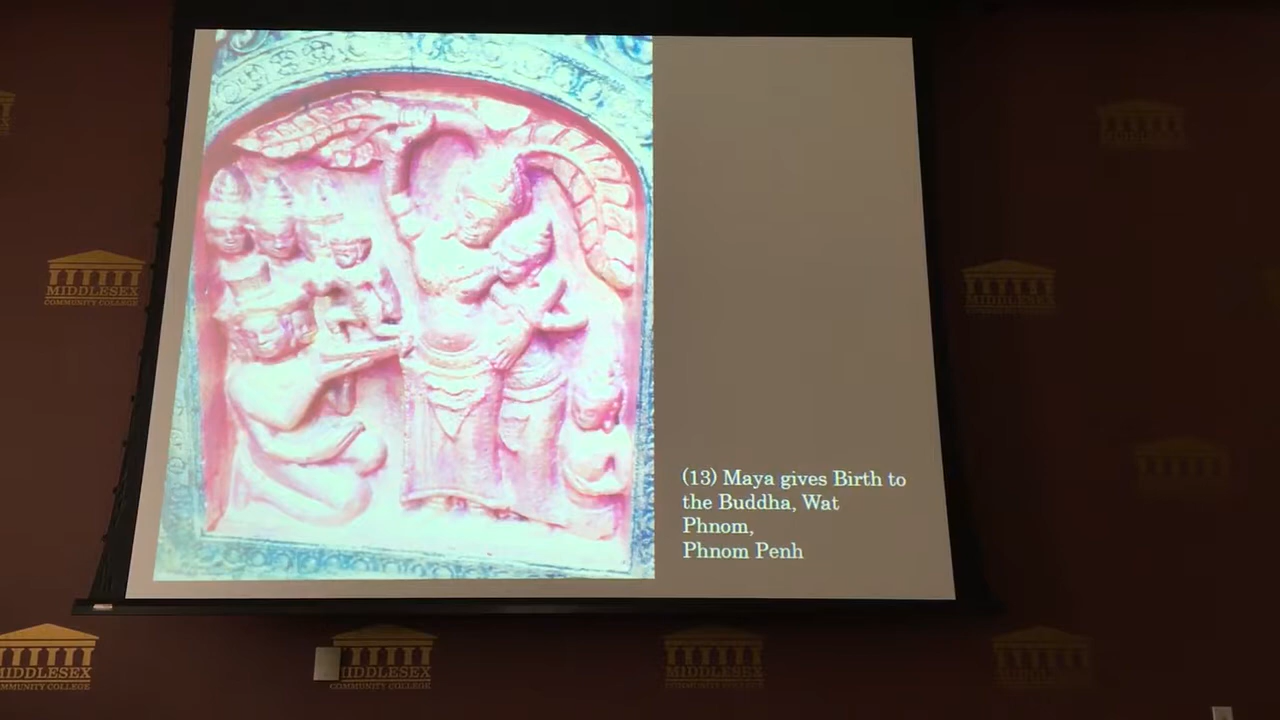 (13) Maya gives Birth to
the Buddha, Wat
Phnom,
Phnom Penh
MIDDLESEX
COMMUNITY COLLEGE
MIDDLESEX
MIDDLESEX
COMMUNITY COLLEGE
MIDDLESEX
COMMUNITY COLLEGE
MIDDLESEX
COMMUNITY COLLEGE